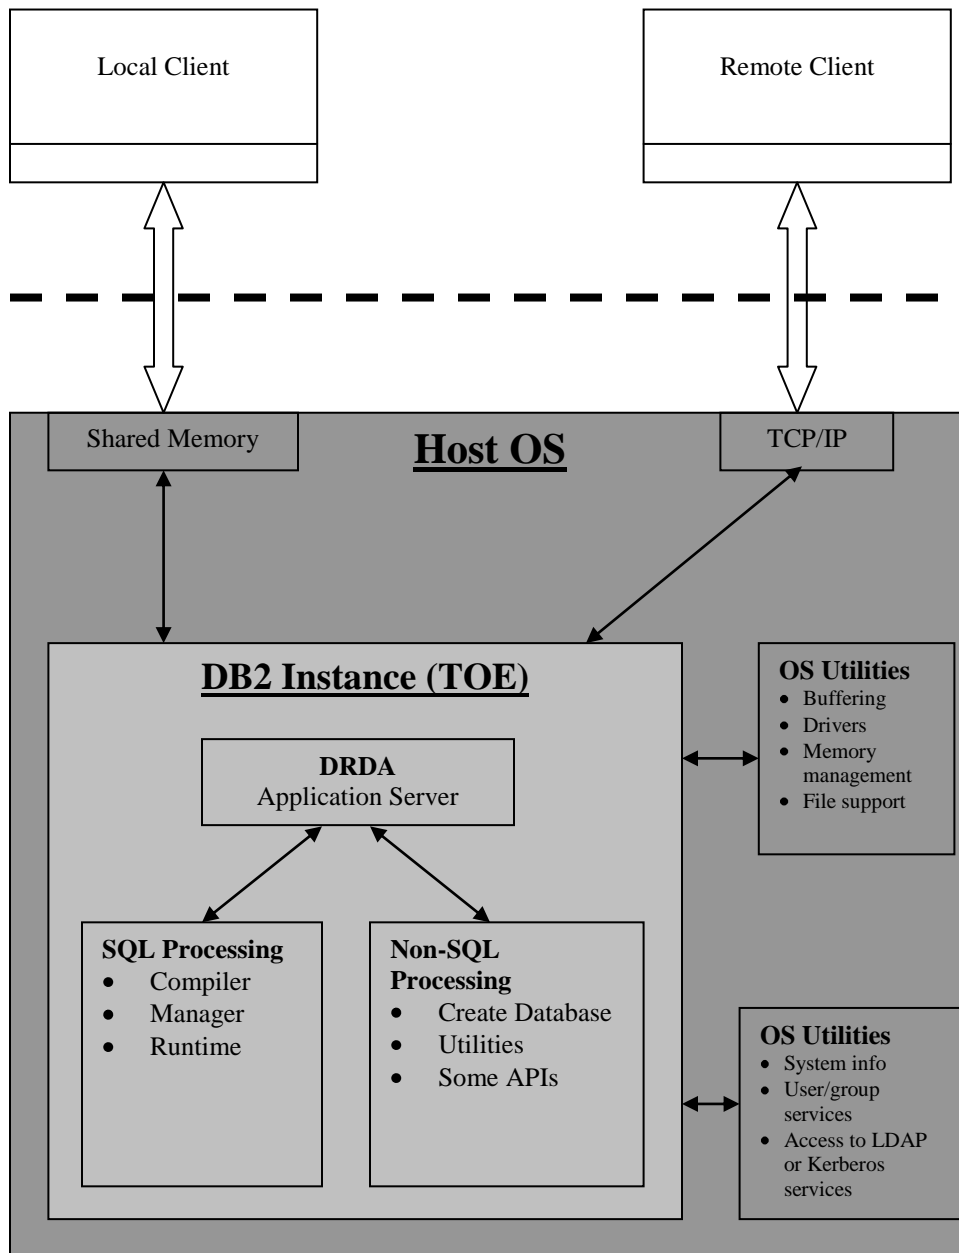 Local Client
Remote Client
Shared Memory
Host OS
TCP/IP
DB2 Instance (TOE)
DRDA
Application Server
SQL Processing
• Compiler
• Manager
• Runtime
Non-SQL
Processing
• Create Database
• Utilities
• Some APIs
OS Utilities
• Buffering
• Drivers
• Memory
management
• File support
OS Utilities
• System info
• User/group
services
• Access to LDAP
or Kerberos
services